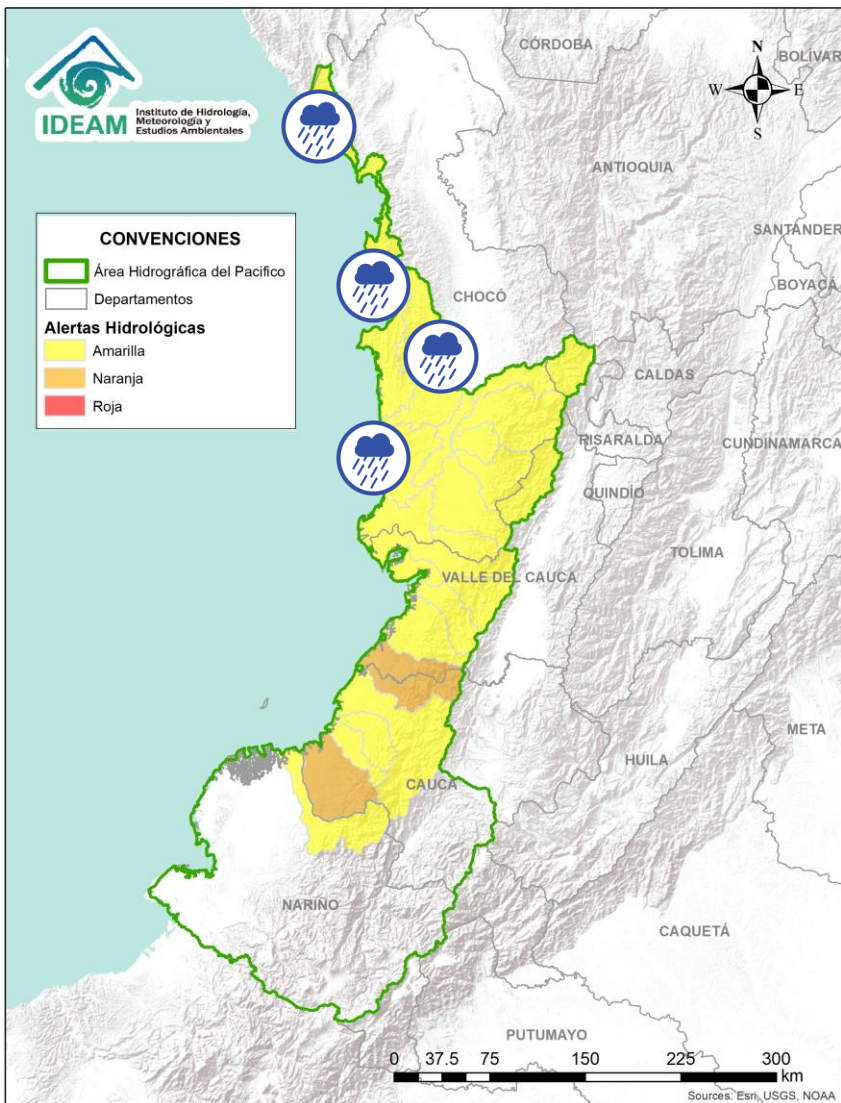 CÓRDOBA
BOLÍVAR
N
W E
S
IDEAM
Instituto de Hidrología,
Meteorología y
Estudios Ambientales
ANTIOQUIA
SANTANDER
BOYACÁ
CONVENCIONES
Área Hidrográfica del Pacifico
Departamentos
Alertas Hidrológicas
Amarilla
Naranja
Roja
CHOCÓ
CALDAS
RISARALDA
CUNDINAMARCA
QUINDÍO
TOLIMA
VALLE DEL CAUCA
META
HUILA
CAUCA
NARIÑO
CAQUETÁ
PUTUMAYO
0 37.5 75 150 225 300
km
Sources: Esri, USGS, NOAA